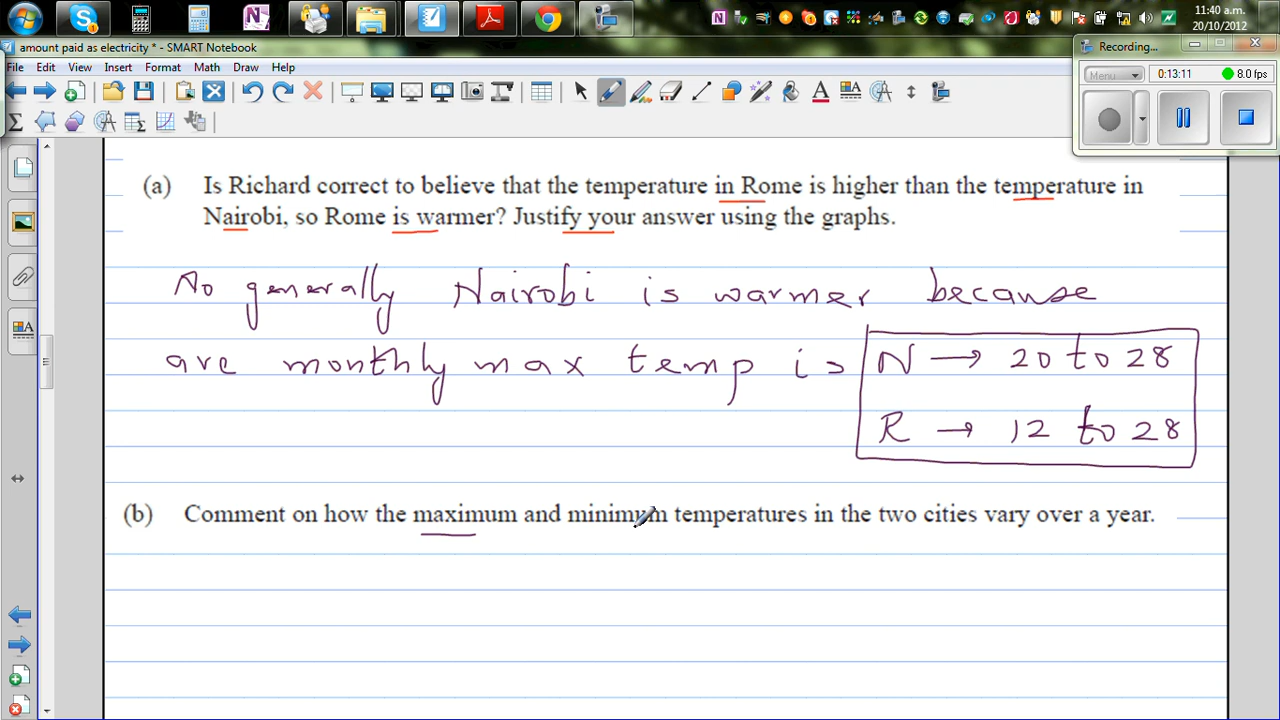 11:40 a.m.
20/10/2012
amount paid as electricity * - SMART Notebook
File Edit View Insert Format Math Draw Help
Recording...
Menu 0:13:11 8.0 fps
(a) Is Richard correct to believe that the temperature in Rome is higher than the temperature in
Nairobi, so Rome is warmer? Justify your answer using the graphs.
No generally Nairobi is warmer because
are monthly max temp is N → 20 to 28
R → 12 to 28
(b) Comment on how the maximum and minimum temperatures in the two cities vary over a year.